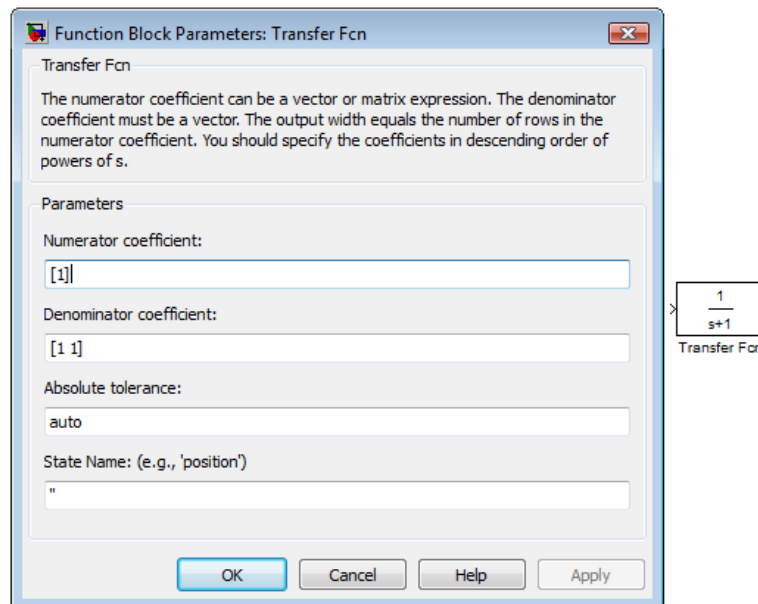 Function Block Parameters: Transfer Fcn
Transfer Fcn
The numerator coefficient can be a vector or matrix expression. The denominator
coefficient must be a vector. The output width equals the number of rows in the
numerator coefficient. You should specify the coefficients in descending order of
powers of s.
Parameters
Numerator coefficient:
[1]
Denominator coefficient:
[1 1]
Absolute tolerance:
auto
State Name: (e.g., 'position')
''
OK Cancel Help Apply
1
s+1
Transfer Fcn